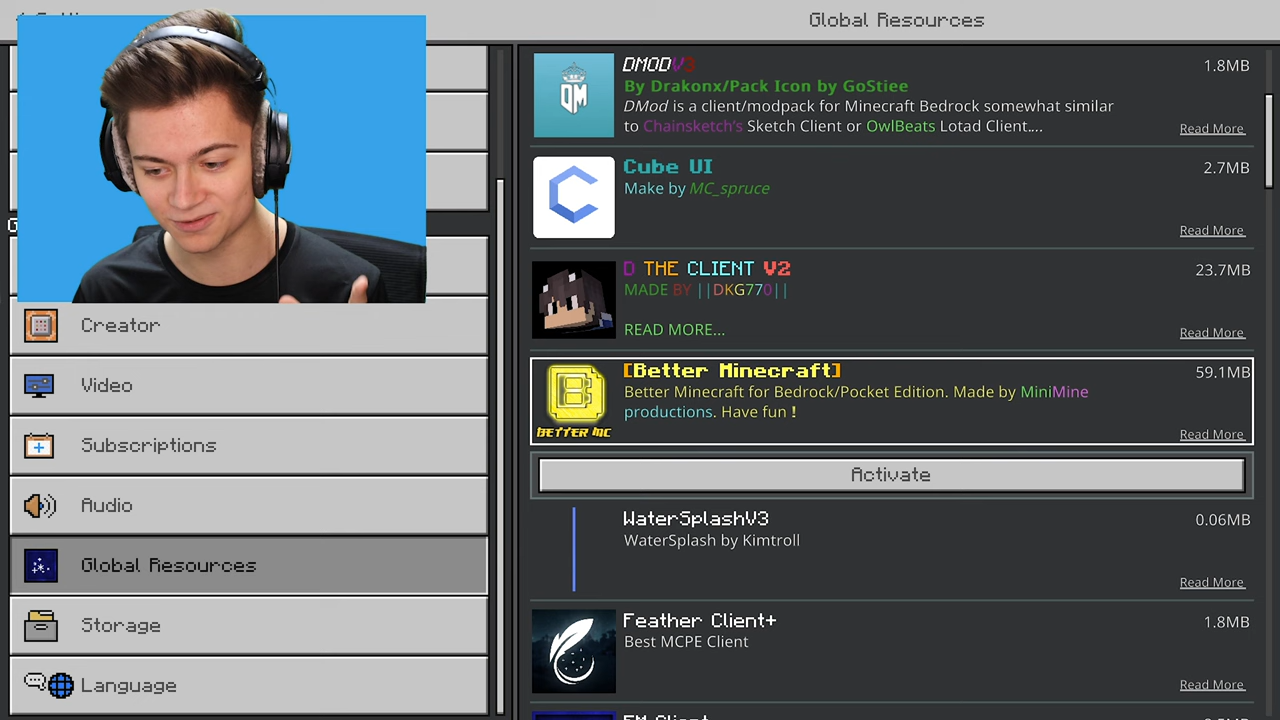 Global Resources
DMODV3
1.8MB
By Drakonx/Pack Icon by GoStiee
DMod is a client/modpack for Minecraft Bedrock somewhat similar
to Chainsketch's Sketch Client or OwlBeats Lotad Client....
Read More
DM
Cube UI
2.7MB
Make by MC_spruce
Read More
D THE CLIENT V2
23.7MB
MADE BY ||DKG770||
READ MORE...
Read More
[Better Minecraft]
59.1MB
Better Minecraft for Bedrock/Pocket Edition. Made by MiniMine
productions. Have fun !
BETTER MC
Read More
Activate
WaterSplashV3
0.06MB
WaterSplash by Kimtroll
Read More
Feather Client+
1.8MB
Best MCPE Client
Read More
Creator
Video
Subscriptions
Audio
Global Resources
Storage
Language